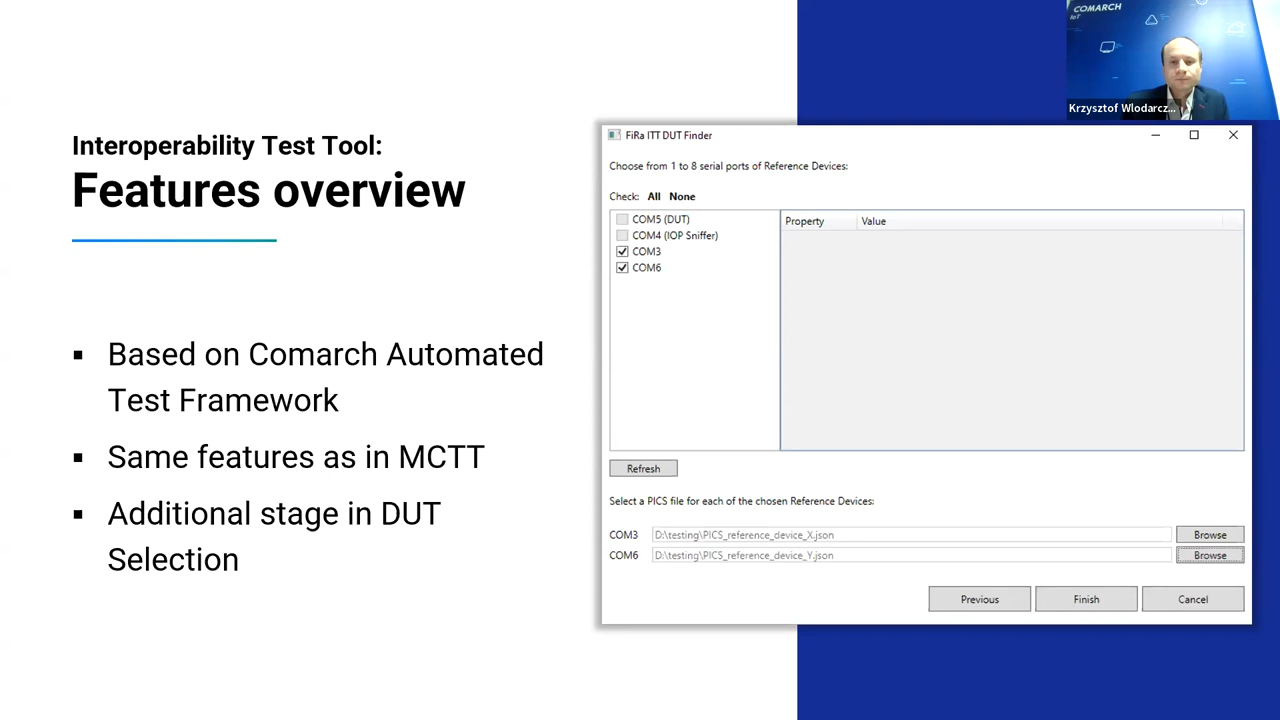 COMARCH
IoT
Krzysztof Wlodarcz...
Interoperability Test Tool:
Features overview
▪ Based on Comarch Automated
Test Framework
▪ Same features as in MCTT
▪ Additional stage in DUT
Selection
FiRa ITT DUT Finder
Choose from 1 to 8 serial ports of Reference Devices:
Check: All None
COM5 (DUT)
COM4 (IOP Sniffer)
COM3
COM6
Property Value
Refresh
Select a PICS file for each of the chosen Reference Devices:
COM3 D:\testing\PICS_reference_device_X.json Browse
COM6 D:\testing\PICS_reference_device_Y.json Browse
Previous Finish Cancel